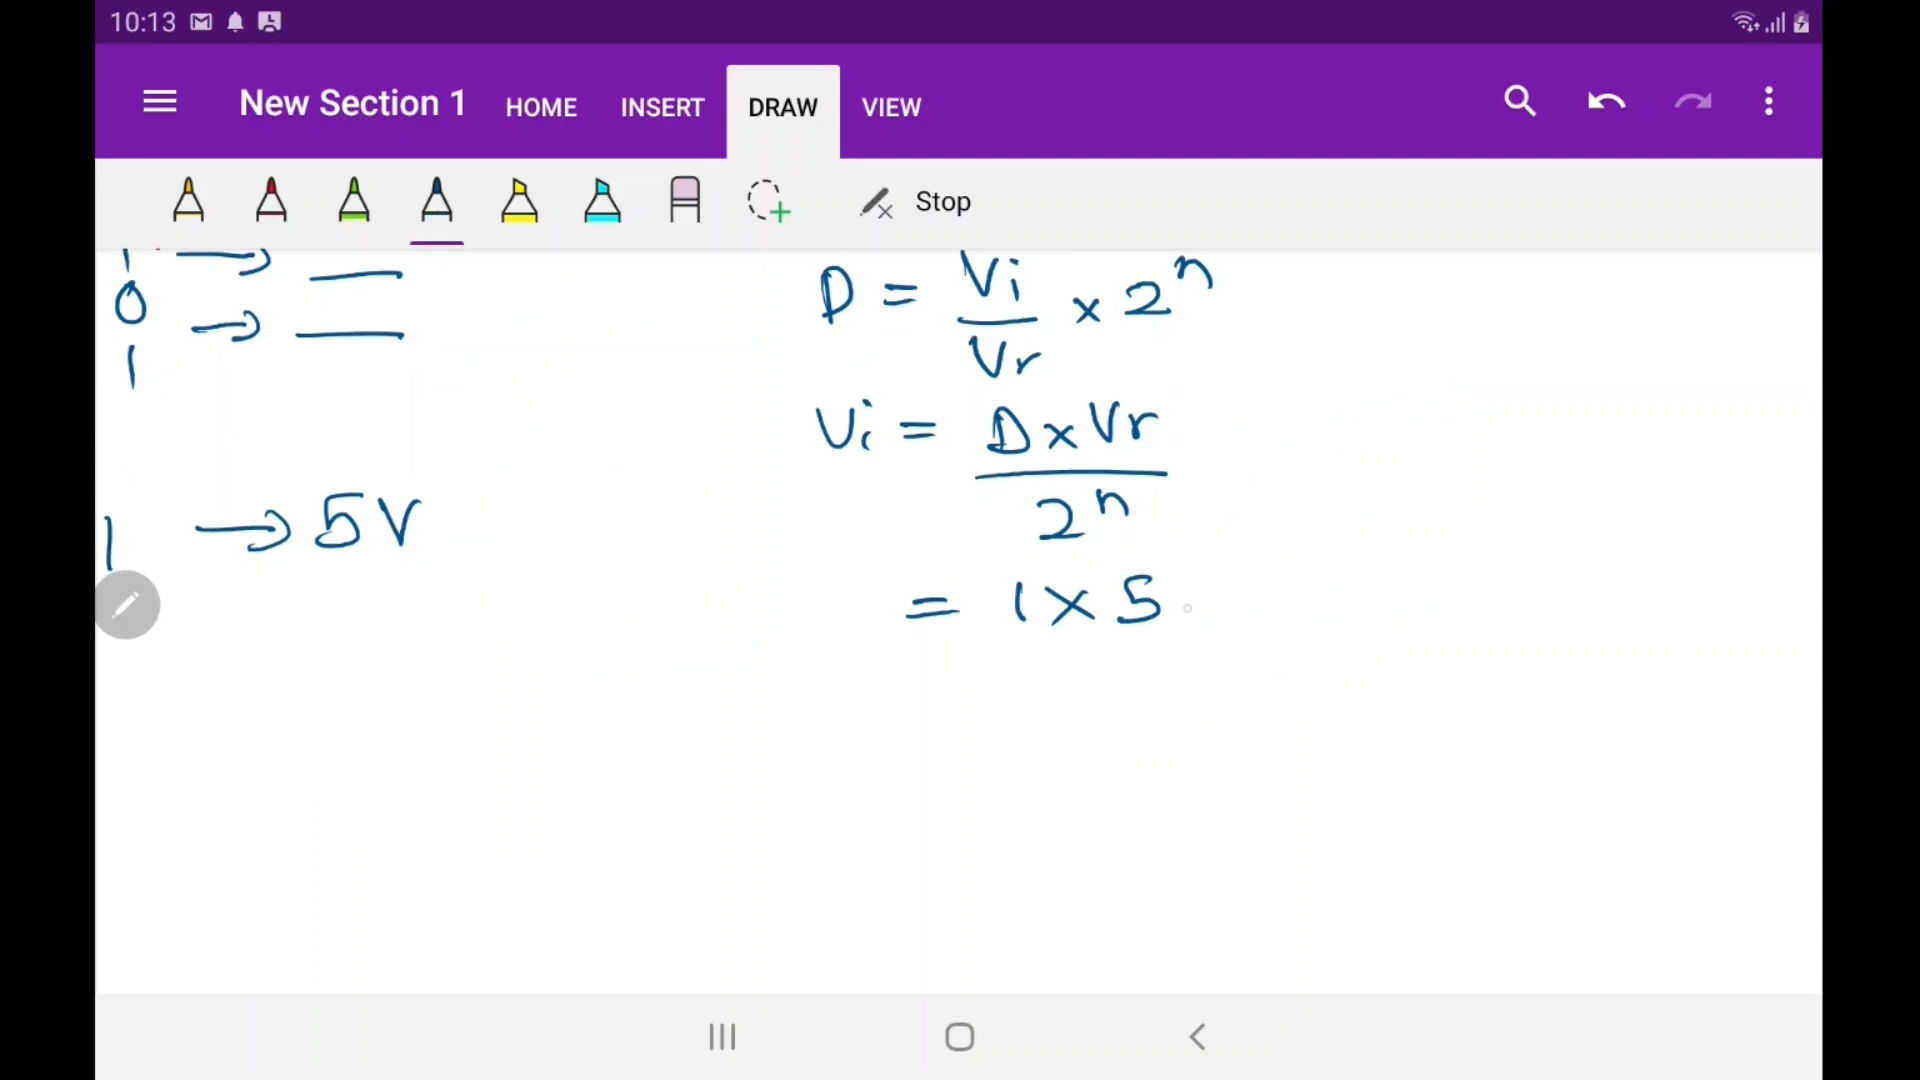 10:13
New Section 1 HOME INSERT DRAW VIEW
Stop
1 →
0 →
1
1 → 5V
D = Vi / Vr × 2ⁿ
Vi = D × Vr / 2ⁿ
= 1 × 5